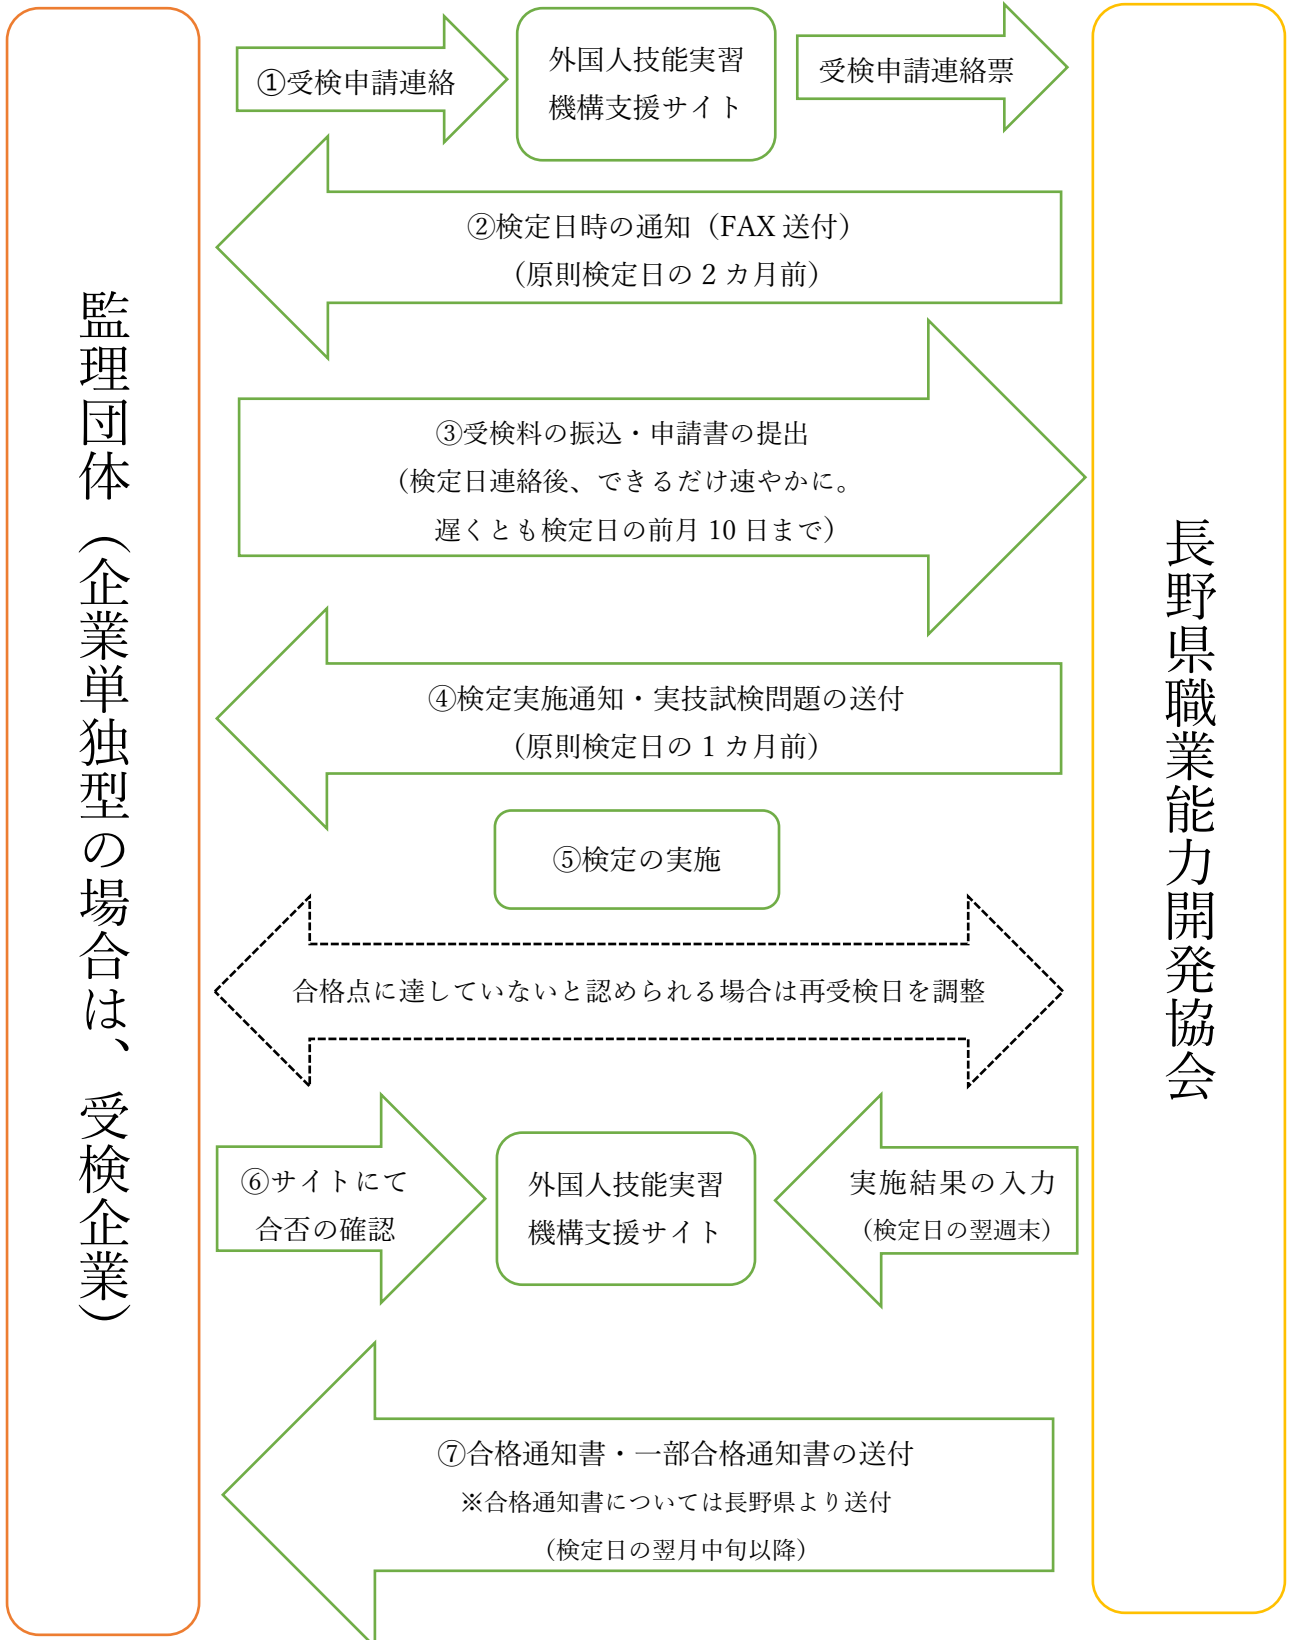 監理団体（企業単独型の場合は、受検企業）
①受検申請連絡
外国人技能実習
機構支援サイト
受検申請連絡票
②検定日時の通知（FAX 送付）
（原則検定日の 2 カ月前）
③受検料の振込・申請書の提出
（検定日連絡後、できるだけ速やかに。
遅くとも検定日の前月 10 日まで）
④検定実施通知・実技試験問題の送付
（原則検定日の 1 カ月前）
⑤検定の実施
合格点に達していないと認められる場合は再受検日を調整
⑥サイトにて
合否の確認
外国人技能実習
機構支援サイト
実施結果の入力
（検定日の翌週末）
⑦合格通知書・一部合格通知書の送付
※合格通知書については長野県より送付
（検定日の翌月中旬以降）
長野県職業能力開発協会